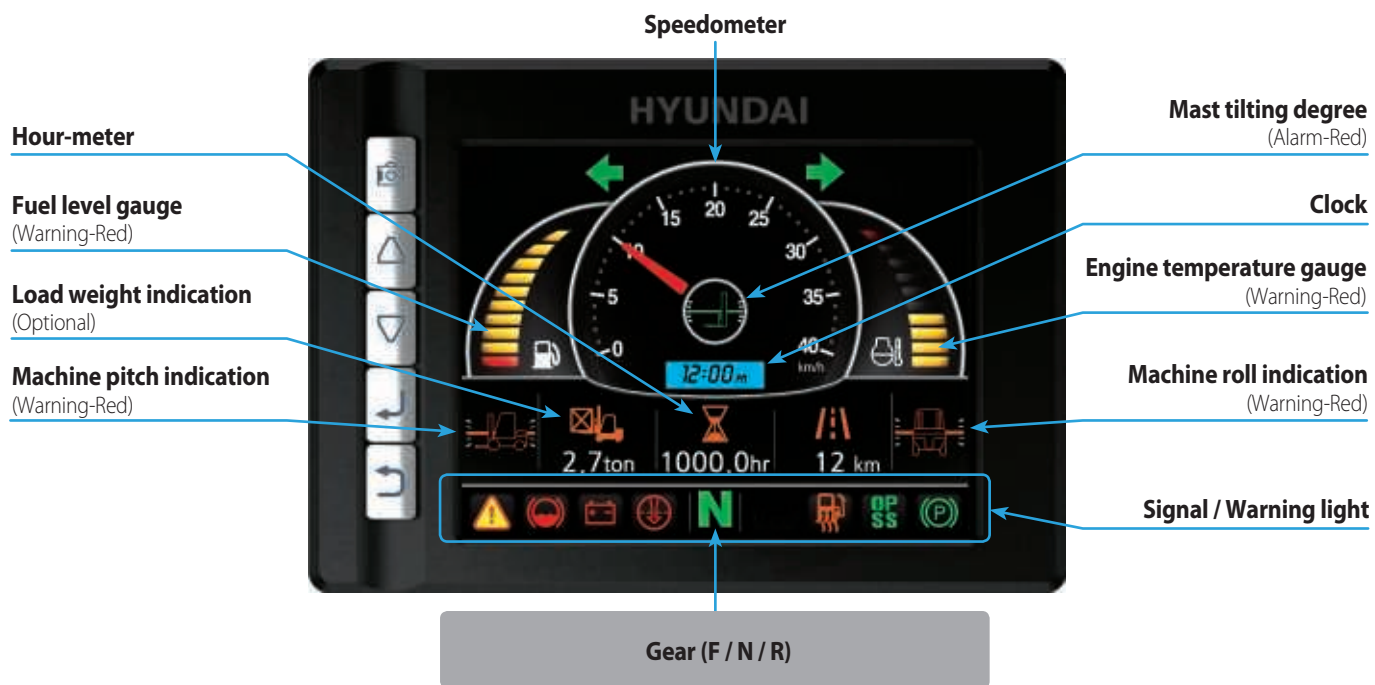 Speedometer
HYUNDAI
Hour-meter
Fuel level gauge
(Warning-Red)
Load weight indication
(Optional)
Machine pitch indication
(Warning-Red)
Mast tilting degree
(Alarm-Red)
Clock
Engine temperature gauge
(Warning-Red)
Machine roll indication
(Warning-Red)
Signal / Warning light
0
5
10
15
20
25
30
35
40
km/h
12:00
2.7ton
1000.0hr
12 km
N
OP
SS
P
Gear (F / N / R)